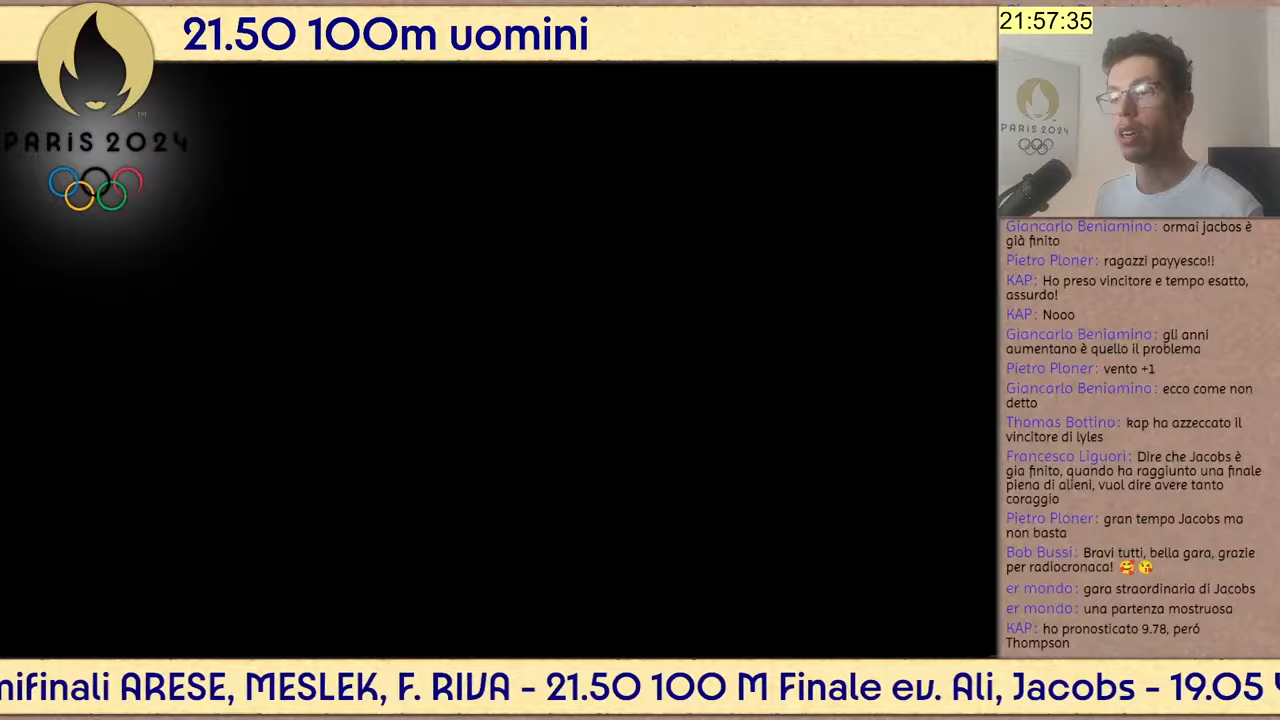 21.50 100m uomini
21:57:35
PARIS 2024
PARIS 2024
Giancarlo Beniamino: ormai jacbos è
già finito
Pietro Ploner: ragazzi payyesco!!
KAP: Ho preso vincitore e tempo esatto,
assurdo!
KAP: Nooo
Giancarlo Beniamino: gli anni
aumentano è quello il problema
Pietro Ploner: vento +1
Giancarlo Beniamino: ecco come non
detto
Thomas Bottino: kap ha azzeccato il
vincitore di lyles
Francesco Liguori: Dire che Jacobs è
gia finito, quando ha raggiunto una finale
piena di alieni, vuol dire avere tanto
coraggio
Pietro Ploner: gran tempo Jacobs ma
non basta
Bob Bussi: Bravi tutti, bella gara, grazie
per radiocronaca! 🥰 😘
er mondo: gara straordinaria di Jacobs
er mondo: una partenza mostruosa
KAP: ho pronosticato 9.78, peró
Thompson
mifinali ARESE, MESLEK, F. RIVA - 21.50 100 M Finale ev. Ali, Jacobs - 19.05